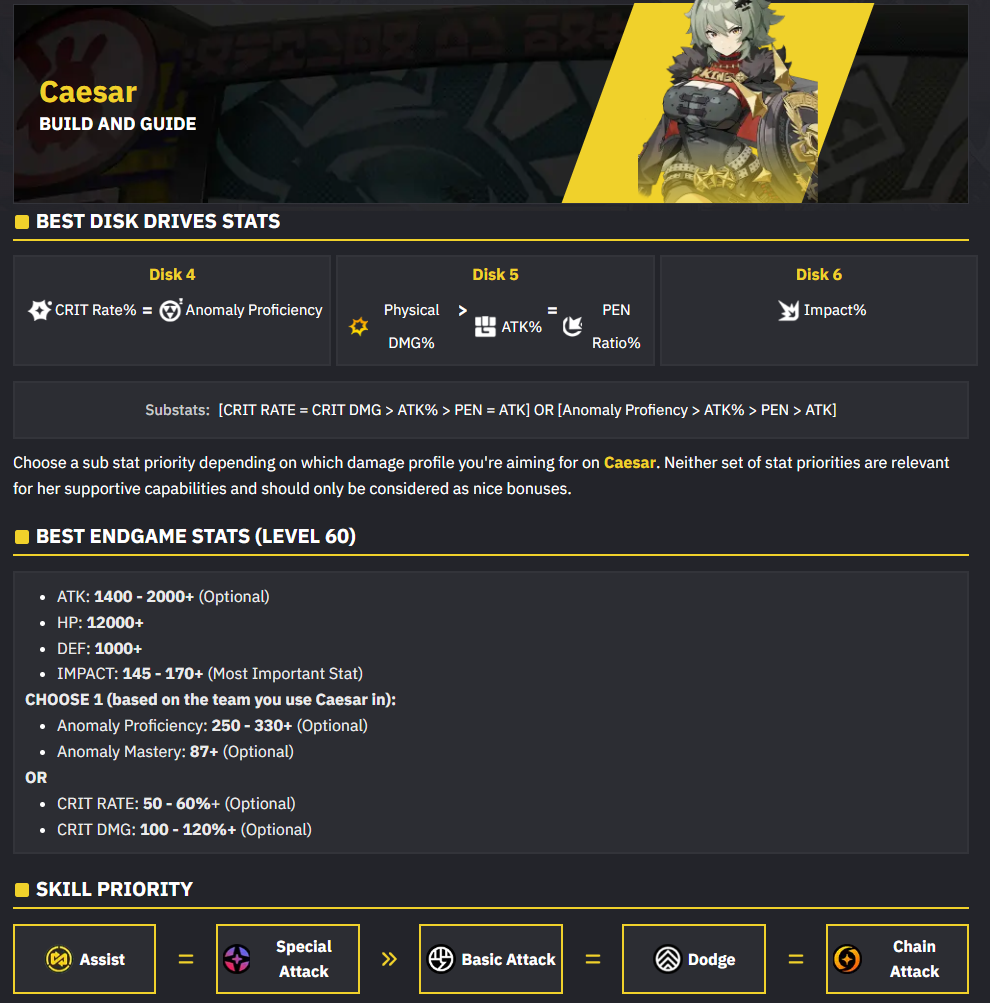 Caesar
BUILD AND GUIDE
BEST DISK DRIVES STATS
Disk 4
CRIT Rate% = Anomaly Proficiency
Disk 5
Physical DMG% > ATK% = PEN Ratio%
Disk 6
Impact%
Substats: [CRIT RATE = CRIT DMG > ATK% > PEN = ATK] OR [Anomaly Profiency > ATK% > PEN > ATK]
Choose a sub stat priority depending on which damage profile you're aiming for on Caesar. Neither set of stat priorities are relevant
for her supportive capabilities and should only be considered as nice bonuses.
BEST ENDGAME STATS (LEVEL 60)
• ATK: 1400 - 2000+ (Optional)
• HP: 12000+
• DEF: 1000+
• IMPACT: 145 - 170+ (Most Important Stat)
CHOOSE 1 (based on the team you use Caesar in):
• Anomaly Proficiency: 250 - 330+ (Optional)
• Anomaly Mastery: 87+ (Optional)
OR
• CRIT RATE: 50 - 60%+ (Optional)
• CRIT DMG: 100 - 120%+ (Optional)
SKILL PRIORITY
Assist = Special Attack » Basic Attack = Dodge = Chain Attack